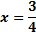 x = 3/4